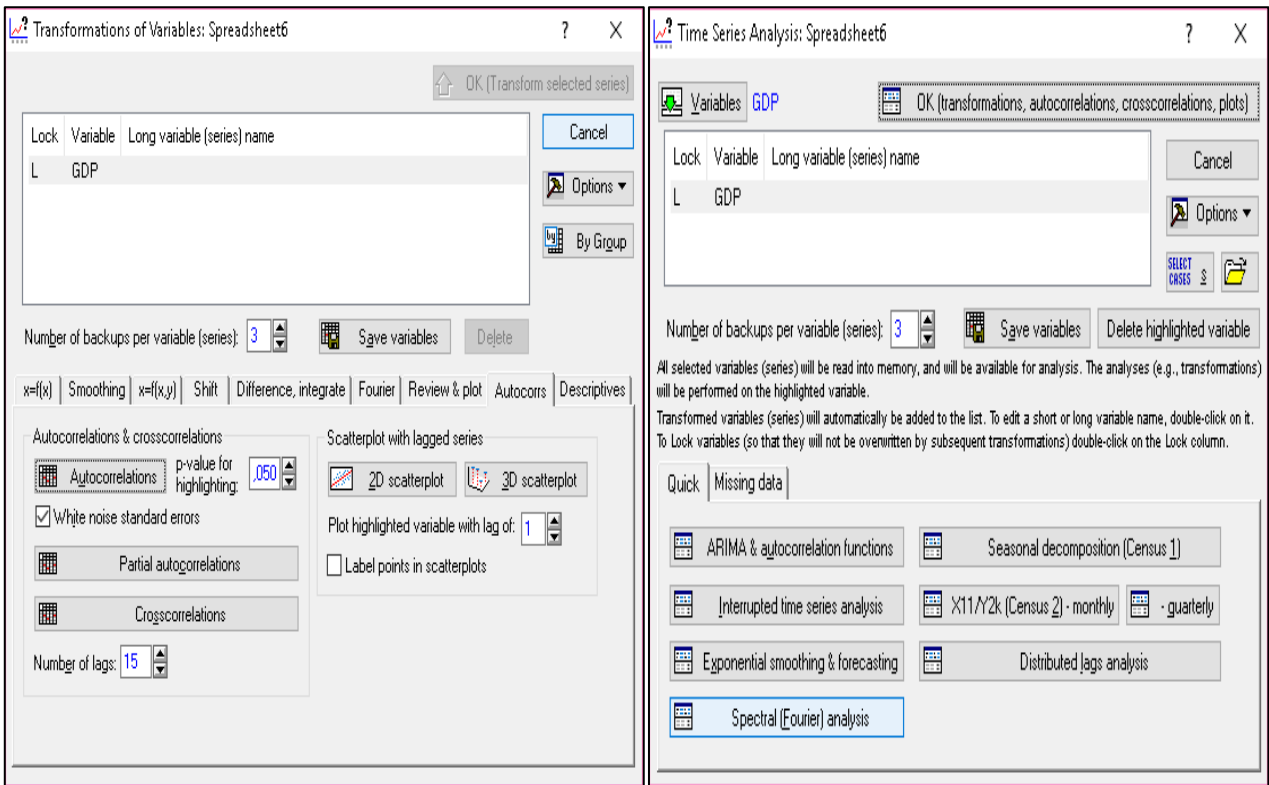 Transformations of Variables: Spreadsheet6 ? X
OK (Transform selected series)
Lock Variable Long variable (series) name
L GDP
Cancel
Options
By Group
Number of backups per variable (series): 3 Save variables Delete
x=f(x) Smoothing x=f(x,y) Shift Difference, integrate Fourier Review & plot Autocorrs Descriptives
Autocorrelations & crosscorrelations
Autocorrelations p-value for highlighting: ,050
White noise standard errors
Partial autocorrelations
Crosscorrelations
Number of lags: 15
Scatterplot with lagged series
2D scatterplot 3D scatterplot
Plot highlighted variable with lag of: 1
Label points in scatterplots
Time Series Analysis: Spreadsheet6 ? X
Variables GDP OK (transformations, autocorrelations, crosscorrelations, plots)
Lock Variable Long variable (series) name
L GDP
Cancel
Options
SELECT CASES S
Number of backups per variable (series): 3 Save variables Delete highlighted variable
All selected variables (series) will be read into memory, and will be available for analysis. The analyses (e.g., transformations)
will be performed on the highlighted variable.
Transformed variables (series) will automatically be added to the list. To edit a short or long variable name, double-click on it.
To Lock variables (so that they will not be overwritten by subsequent transformations) double-click on the Lock column.
Quick Missing data
ARIMA & autocorrelation functions Seasonal decomposition (Census 1)
Interrupted time series analysis X11/Y2k (Census 2) - monthly - quarterly
Exponential smoothing & forecasting Distributed lags analysis
Spectral (Fourier) analysis